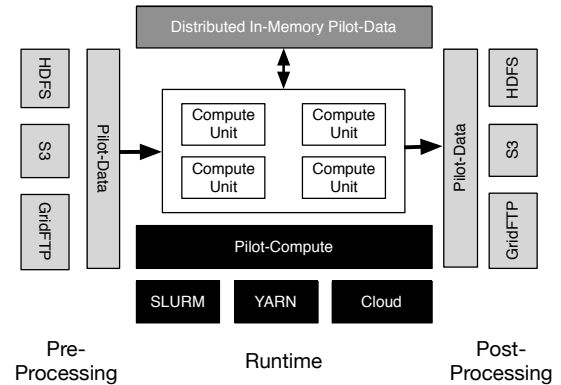 Distributed In-Memory Pilot-Data
HDFS
S3
GridFTP
Pilot-Data
Compute
Unit
Compute
Unit
Compute
Unit
Compute
Unit
Pilot-Data
HDFS
S3
GridFTP
Pilot-Compute
SLURM
YARN
Cloud
Pre-
Processing
Runtime
Post-
Processing